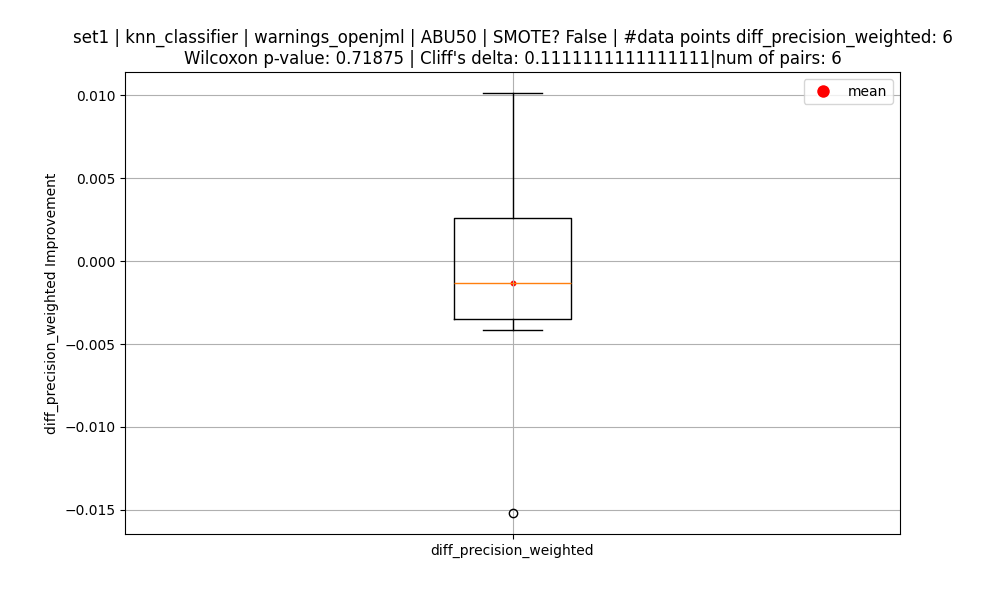 set1 | knn_classifier | warnings_openjml | ABU50 | SMOTE? False | #data points diff_precision_weighted: 6
Wilcoxon p-value: 0.71875 | Cliff's delta: 0.1111111111111111|num of pairs: 6
mean
0.010
0.005
0.000
−0.005
−0.010
−0.015
diff_precision_weighted Improvement
diff_precision_weighted